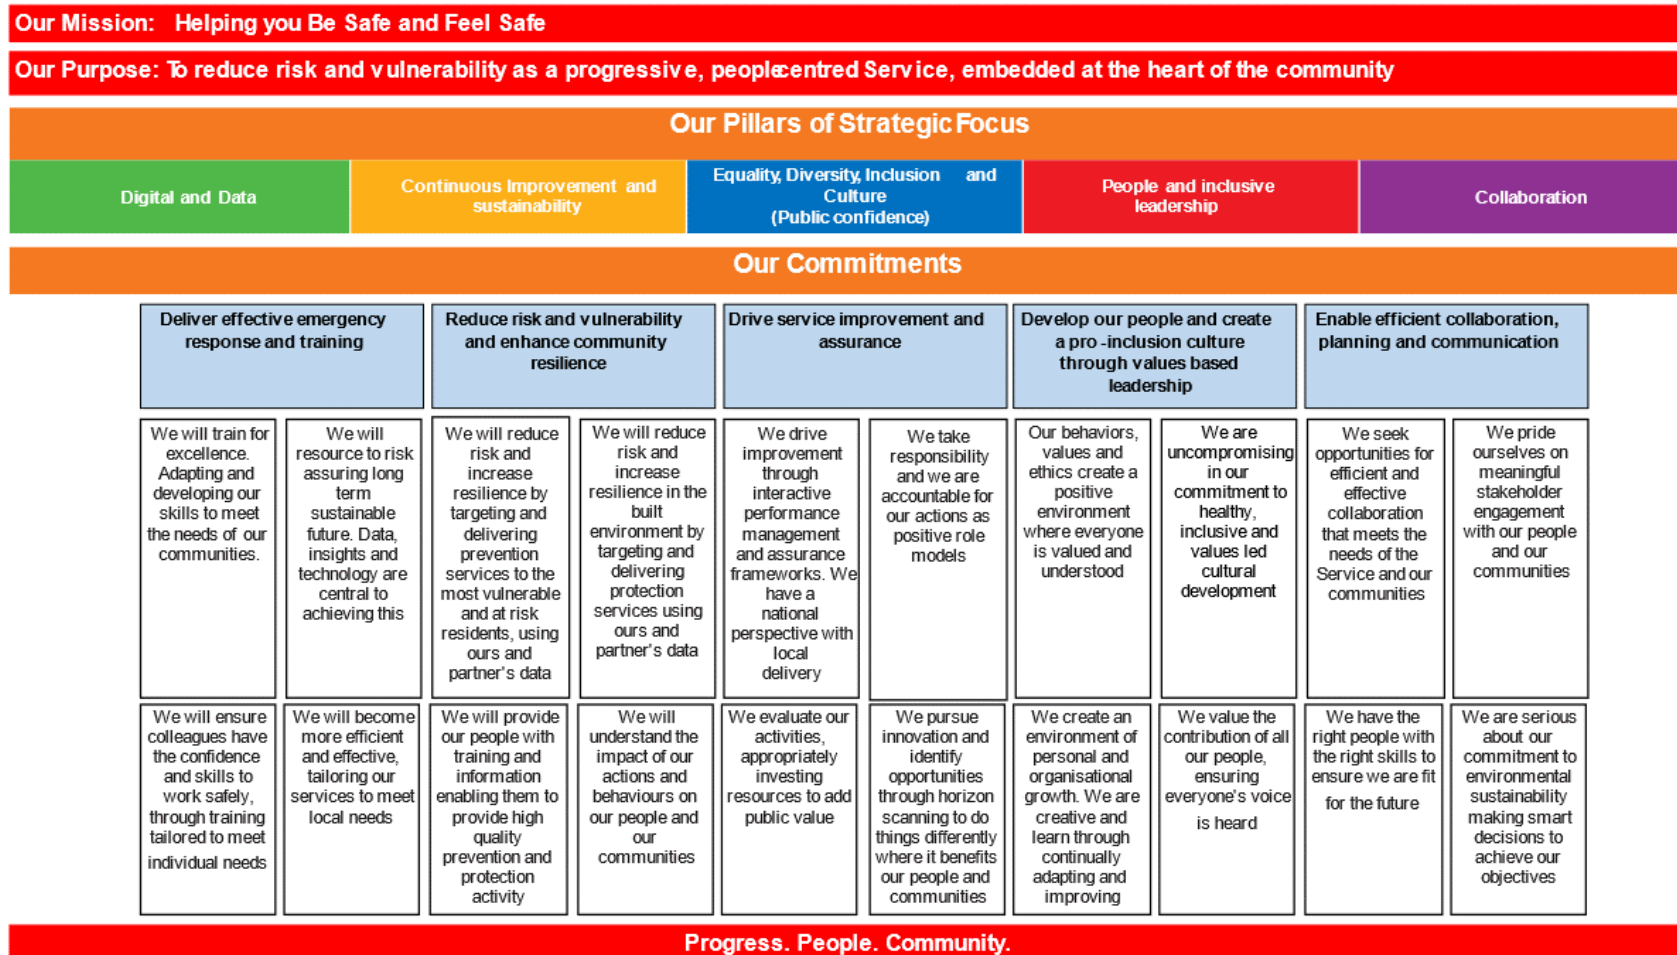 Our Mission: Helping you Be Safe and Feel Safe
Our Purpose: To reduce risk and vulnerability as a progressive, peoplecentred Service, embedded at the heart of the community
Our Pillars of Strategic Focus
Digital and Data
Continuous Improvement and
sustainability
Equality, Diversity, Inclusion and
Culture
(Public confidence)
People and inclusive
leadership
Collaboration
Our Commitments
Deliver effective emergency
response and training
Reduce risk and vulnerability
and enhance community
resilience
Drive service improvement and
assurance
Develop our people and create
a pro -inclusion culture
through values based
leadership
Enable efficient collaboration,
planning and communication
We will train for
excellence.
Adapting and
developing our
skills to meet
the needs of our
communities.
We will
resource to risk
assuring long
term
sustainable
future. Data,
insights and
technology are
central to
achieving this
We will reduce
risk and
increase
resilience by
targeting and
delivering
prevention
services to the
most vulnerable
and at risk
residents, using
ours and
partner's data
We will reduce
risk and
increase
resilience in the
built
environment by
targeting and
delivering
protection
services using
ours and
partner's data
We drive
improvement
through
interactive
performance
management
and assurance
frameworks. We
have a
national
perspective with
local
delivery
We take
responsibility
and we are
accountable for
our actions as
positive role
models
Our behaviors,
values and
ethics create a
positive
environment
where everyone
is valued and
understood
We are
uncompromising
in our
commitment to
healthy,
inclusive and
values led
cultural
development
We seek
opportunities for
efficient and
effective
collaboration
that meets the
needs of the
Service and our
communities
We pride
ourselves on
meaningful
stakeholder
engagement
with our people
and our
communities
We will ensure
colleagues have
the confidence
and skills to
work safely,
through training
tailored to meet
individual needs
We will become
more efficient
and effective,
tailoring our
services to meet
local needs
We will provide
our people with
training and
information
enabling them to
provide high
quality
prevention and
protection
activity
We will
understand the
impact of our
actions and
behaviours on
our people and
our
communities
We evaluate our
activities,
appropriately
investing
resources to add
public value
We pursue
innovation and
identify
opportunities
through horizon
scanning to do
things differently
where it benefits
our people and
communities
We create an
environment of
personal and
organisational
growth. We are
creative and
learn through
continually
adapting and
improving
We value the
contribution of all
our people,
ensuring
everyone's voice
is heard
We have the
right people with
the right skills to
ensure we are fit
for the future
We are serious
about our
commitment to
environmental
sustainability
making smart
decisions to
achieve our
objectives
Progress. People. Community.